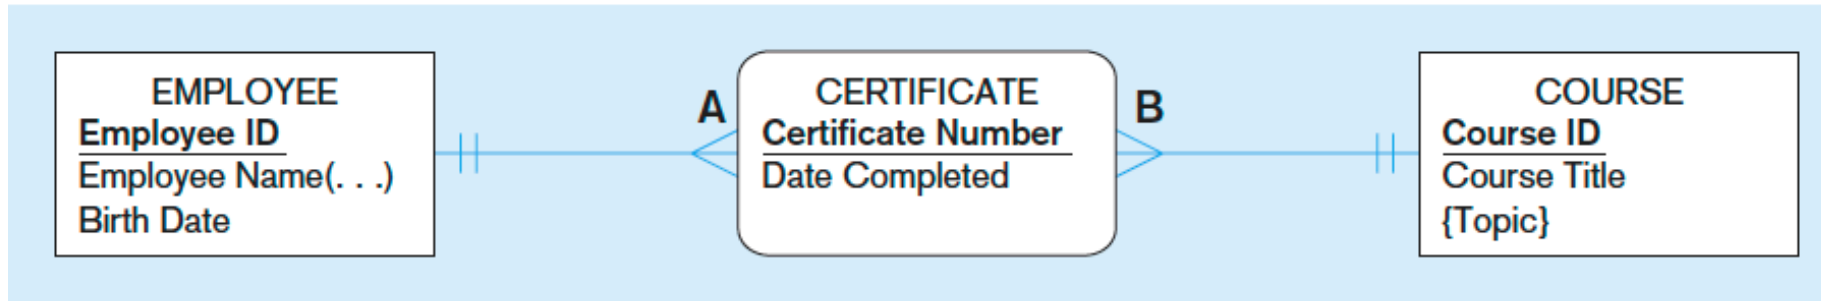 EMPLOYEE
Employee ID
Employee Name(. . .)
Birth Date
A
CERTIFICATE
Certificate Number
Date Completed
B
COURSE
Course ID
Course Title
{Topic}